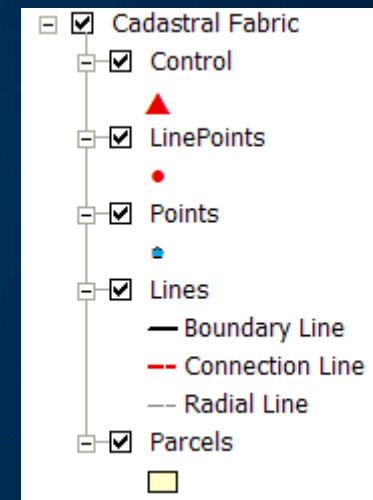 Cadastral Fabric
Control
LinePoints
Points
Lines
Boundary Line
Connection Line
Radial Line
Parcels